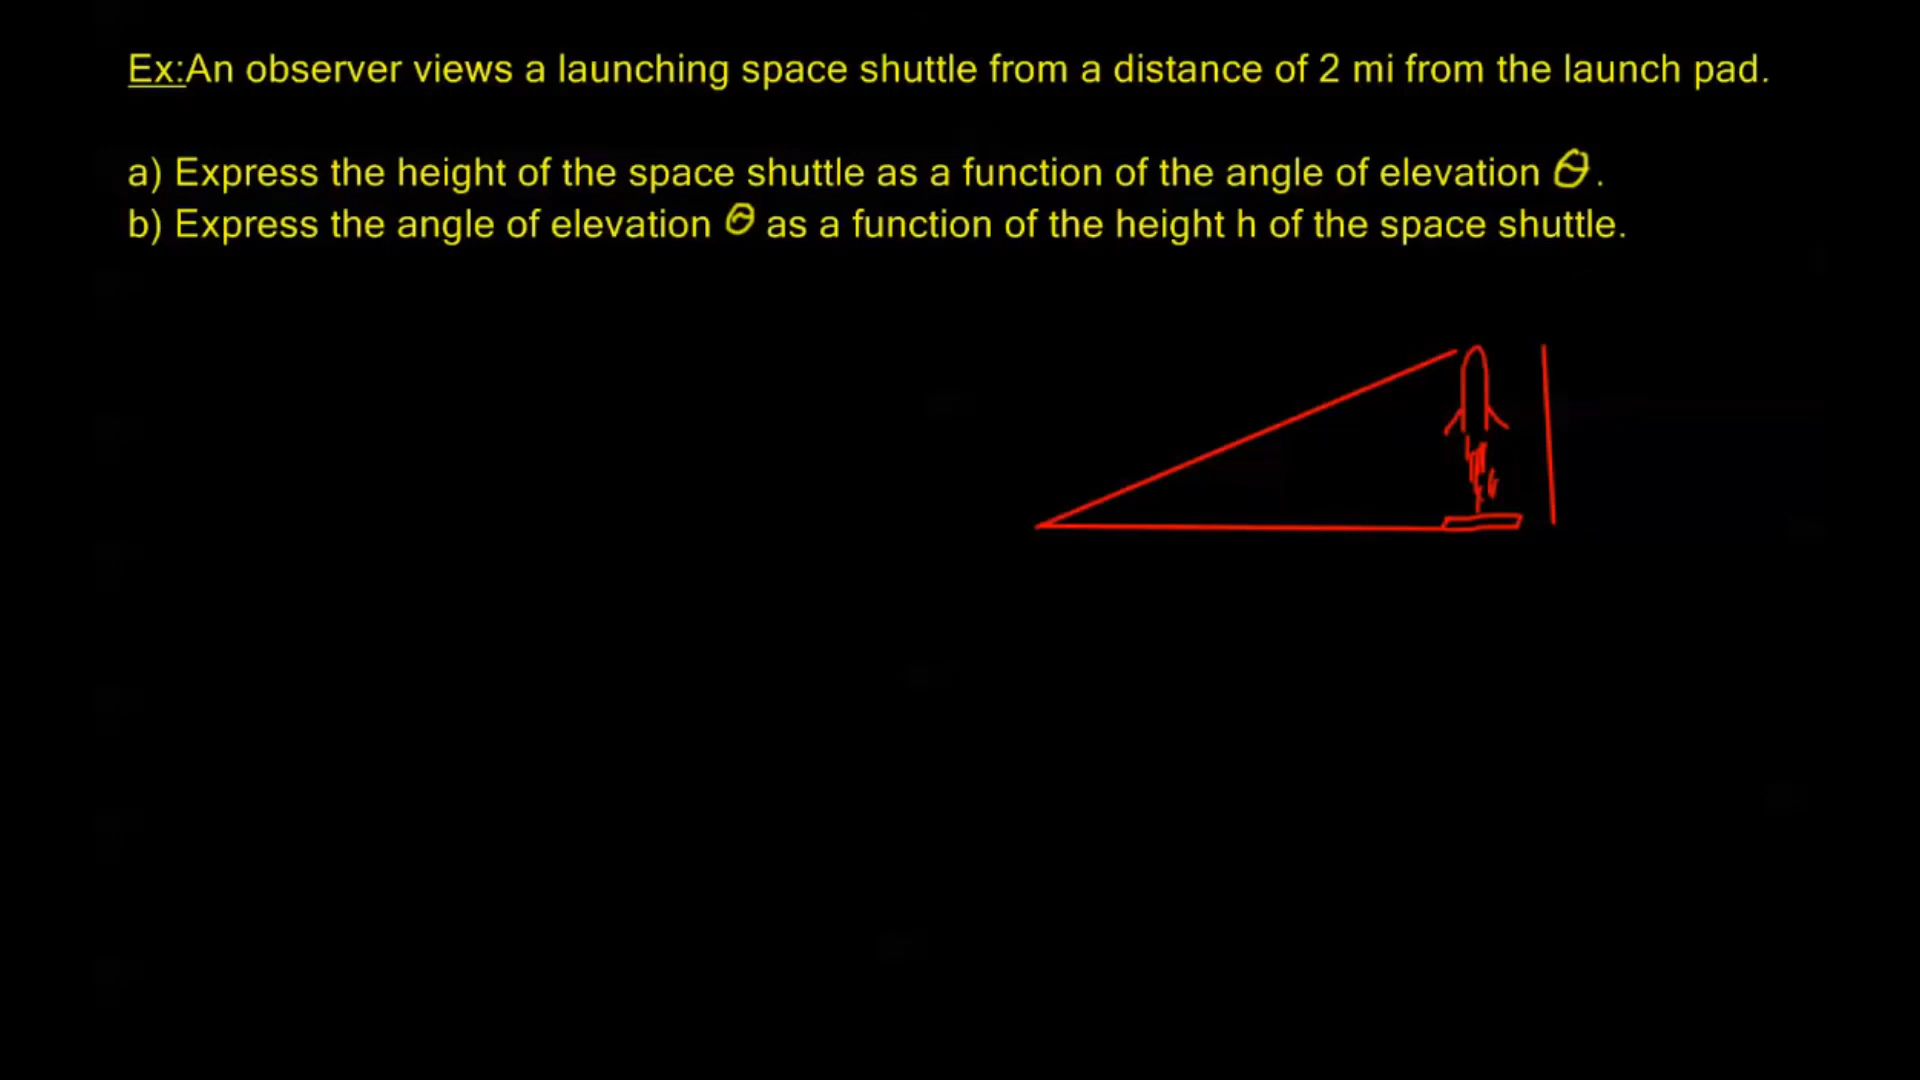 Ex:An observer views a launching space shuttle from a distance of 2 mi from the launch pad.
a) Express the height of the space shuttle as a function of the angle of elevation θ.
b) Express the angle of elevation θ as a function of the height h of the space shuttle.